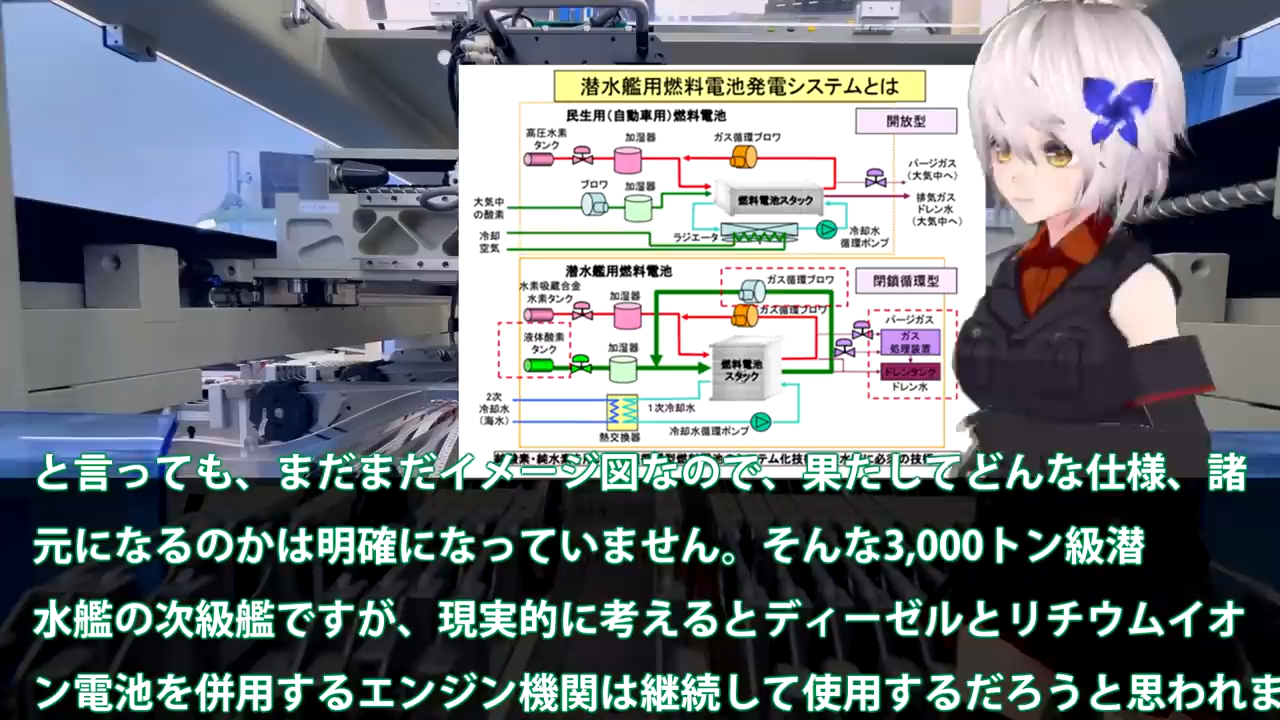 潜水艦用燃料電池発電システムとは
民生用(自動車用)燃料電池
開放型
高圧水素
タンク
加湿器
ガス循環ブロワ
パージガス
(大気中へ)
ブロワ
加湿器
大気中
の酸素
燃料電池スタック
排気ガス
ドレン水
(大気中へ)
冷却
空気
ラジエータ
冷却水
循環ポンプ
潜水艦用燃料電池
閉鎖循環型
水素吸蔵合金
水素タンク
加湿器
ガス循環ブロワ
ガス循環ブロワ
パージガス
ガス
処理装置
液体酸素
タンク
加湿器
燃料電池
スタック
ドレンタンク
ドレン水
2次
冷却水
(海水)
1次冷却水
熱交換器
冷却水循環ポンプ
と言っても、まだまだイメージ図なので、果たしてどんな仕様、諸
元になるのかは明確になっていません。そんな3,000トン級潜
水艦の次級艦ですが、現実的に考えるとディーゼルとリチウムイオ
ン電池を併用するエンジン機関は継続して使用するだろうと思われま